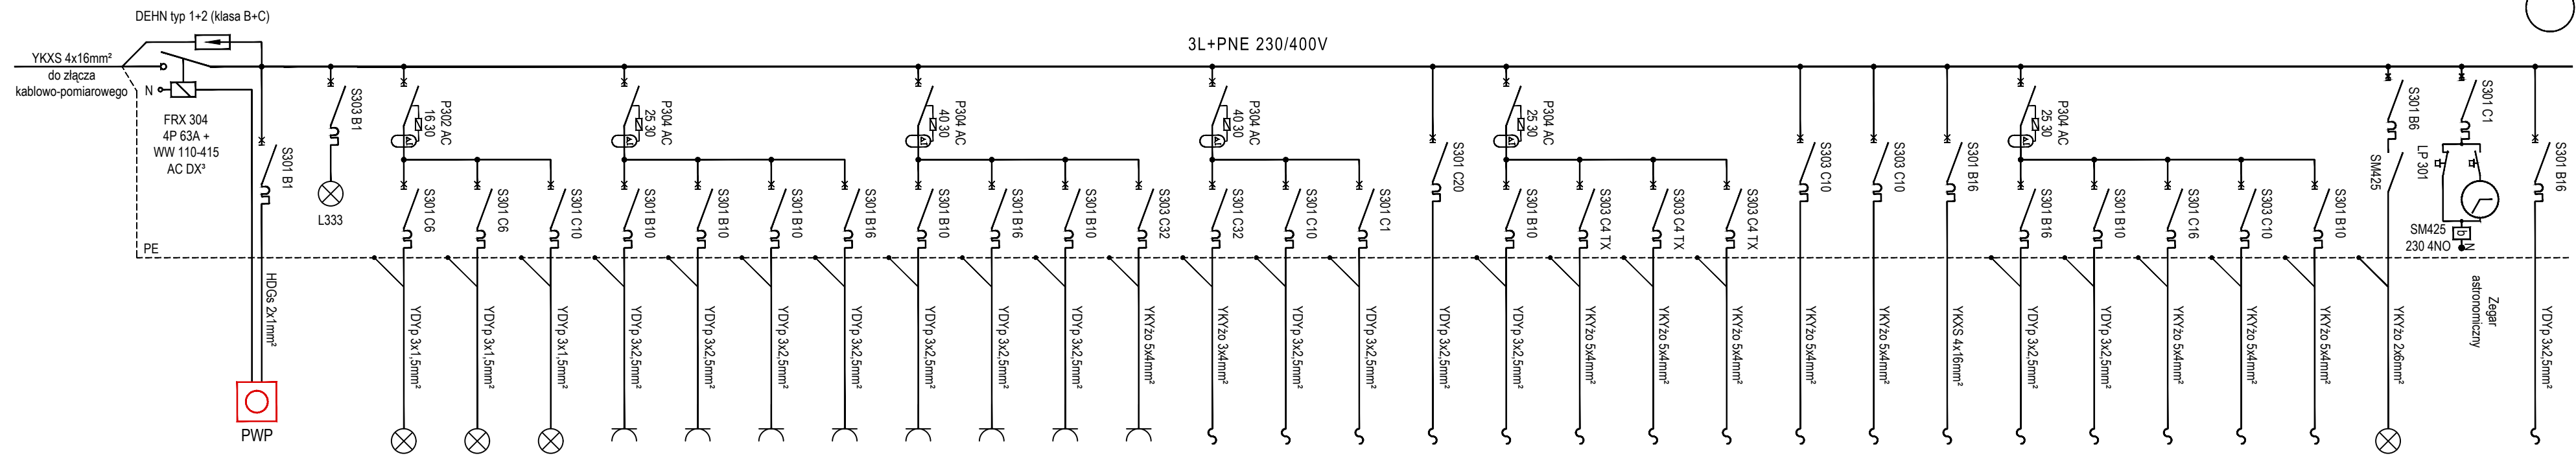 DEHN typ 1+2 (klasa B+C)
YKXS 4x16mm²
do złącza
kablowo-pomiarowego
N
FRX 304
4P 63A +
WW 110-415
AC DX³
PE
3L+PNE 230/400V
S301 B1
HDGs 2x1mm²
PWP
S303 B1
L333
P302 AC
16 30
S301 C6
S301 C6
S301 C10
YDYp 3x1,5mm²
YDYp 3x1,5mm²
YDYp 3x1,5mm²
P304 AC
25 30
S301 B10
S301 B10
S301 B10
S301 B16
YDYp 3x2,5mm²
YDYp 3x2,5mm²
YDYp 3x2,5mm²
YDYp 3x2,5mm²
P304 AC
40 30
S301 B10
S301 B16
S301 B10
S303 C32
YDYp 3x2,5mm²
YDYp 3x2,5mm²
YDYp 3x2,5mm²
YKYżo 5x4mm²
P304 AC
40 30
S301 C32
S301 C10
S301 C1
YKYżo 3x4mm²
YDYp 3x2,5mm²
YDYp 3x2,5mm²
S301 C20
YDYp 3x2,5mm²
P304 AC
25 30
S301 B10
S303 C4 TX
S303 C4 TX
S303 C4 TX
YDYp 3x2,5mm²
YKYżo 5x4mm²
YKYżo 5x4mm²
YKYżo 5x4mm²
S303 C10
YKYżo 5x4mm²
S303 C10
YKYżo 5x4mm²
S301 B16
YKXS 4x16mm²
P304 AC
25 30
S301 B16
S301 B10
S301 C16
S303 C10
S301 B10
YDYp 3x2,5mm²
YDYp 3x2,5mm²
YKYżo 5x4mm²
YKYżo 5x4mm²
YKYżo 5x4mm²
S301 B6
SM425
YKYżo 2x6mm²
S301 C1
LP 301
SM425
230 4NO
N
Zegar
astronomiczny
S301 B16
YDYp 3x2,5mm²